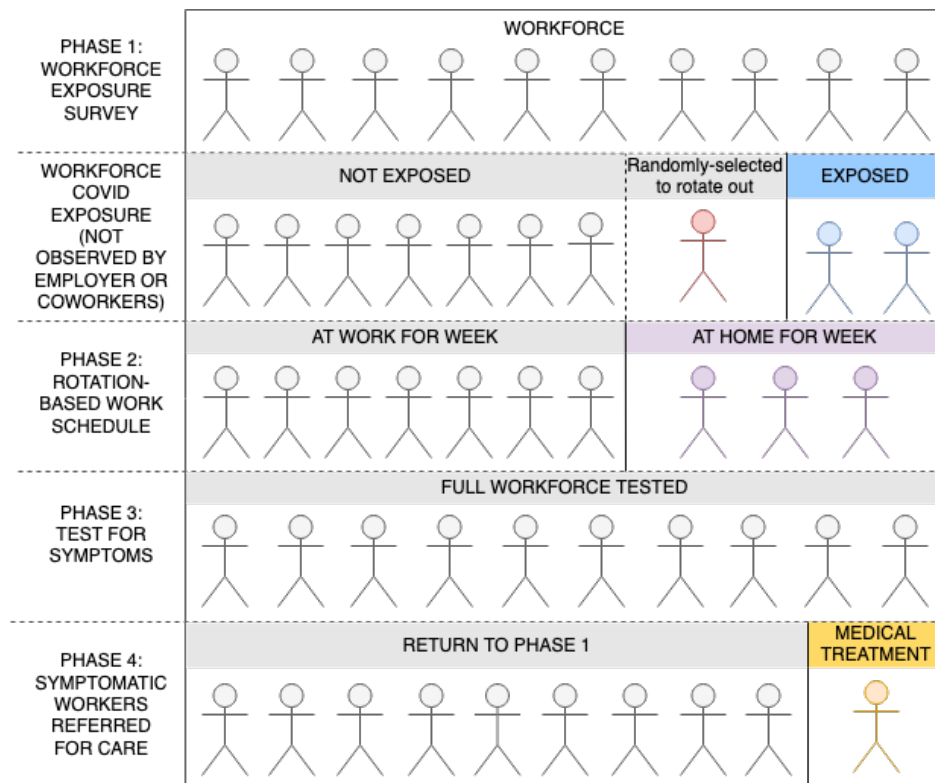 PHASE 1:
WORKFORCE
EXPOSURE
SURVEY
WORKFORCE
WORKFORCE
COVID
EXPOSURE
(NOT
OBSERVED BY
EMPLOYER OR
COWORKERS)
NOT EXPOSED
Randomly-selected
to rotate out
EXPOSED
PHASE 2:
ROTATION-
BASED WORK
SCHEDULE
AT WORK FOR WEEK
AT HOME FOR WEEK
PHASE 3:
TEST FOR
SYMPTOMS
FULL WORKFORCE TESTED
PHASE 4:
SYMPTOMATIC
WORKERS
REFERRED
FOR CARE
RETURN TO PHASE 1
MEDICAL
TREATMENT